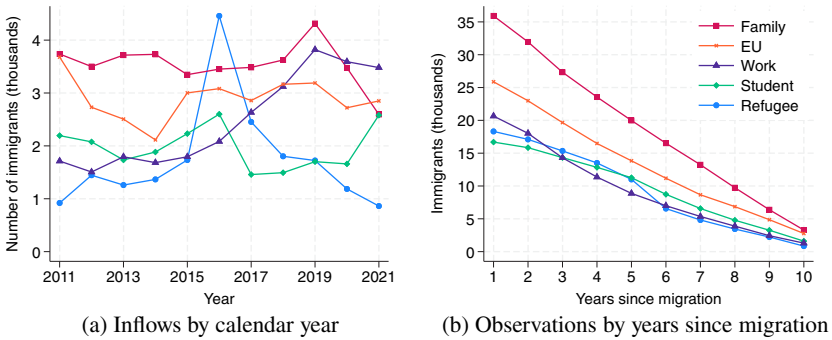 Number of immigrants (thousands)
4
3
2
1
0
2011 2013 2015 2017 2019 2021
Year
(a) Inflows by calendar year
Immigrants (thousands)
35
30
25
20
15
10
5
0
1 2 3 4 5 6 7 8 9 10
Years since migration
Family
EU
Work
Student
Refugee
(b) Observations by years since migration